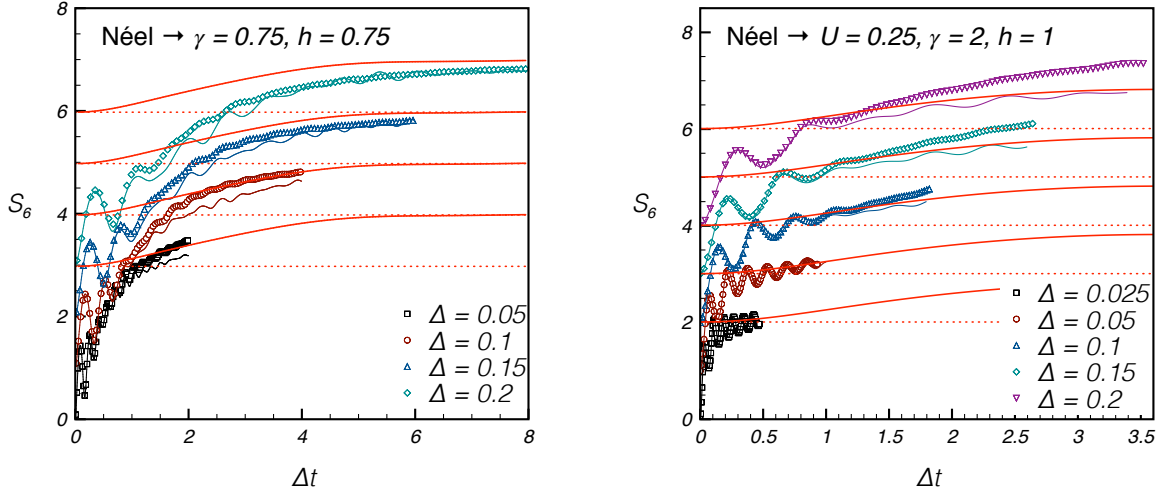 Néel → γ = 0.75, h = 0.75
8
6
4
2
0
S6
0
2
4
6
8
Δt
Δ = 0.05
Δ = 0.1
Δ = 0.15
Δ = 0.2
Néel → U = 0.25, γ = 2, h = 1
8
6
4
2
0
S6
0
0.5
1
1.5
2
2.5
3
3.5
Δt
Δ = 0.025
Δ = 0.05
Δ = 0.1
Δ = 0.15
Δ = 0.2